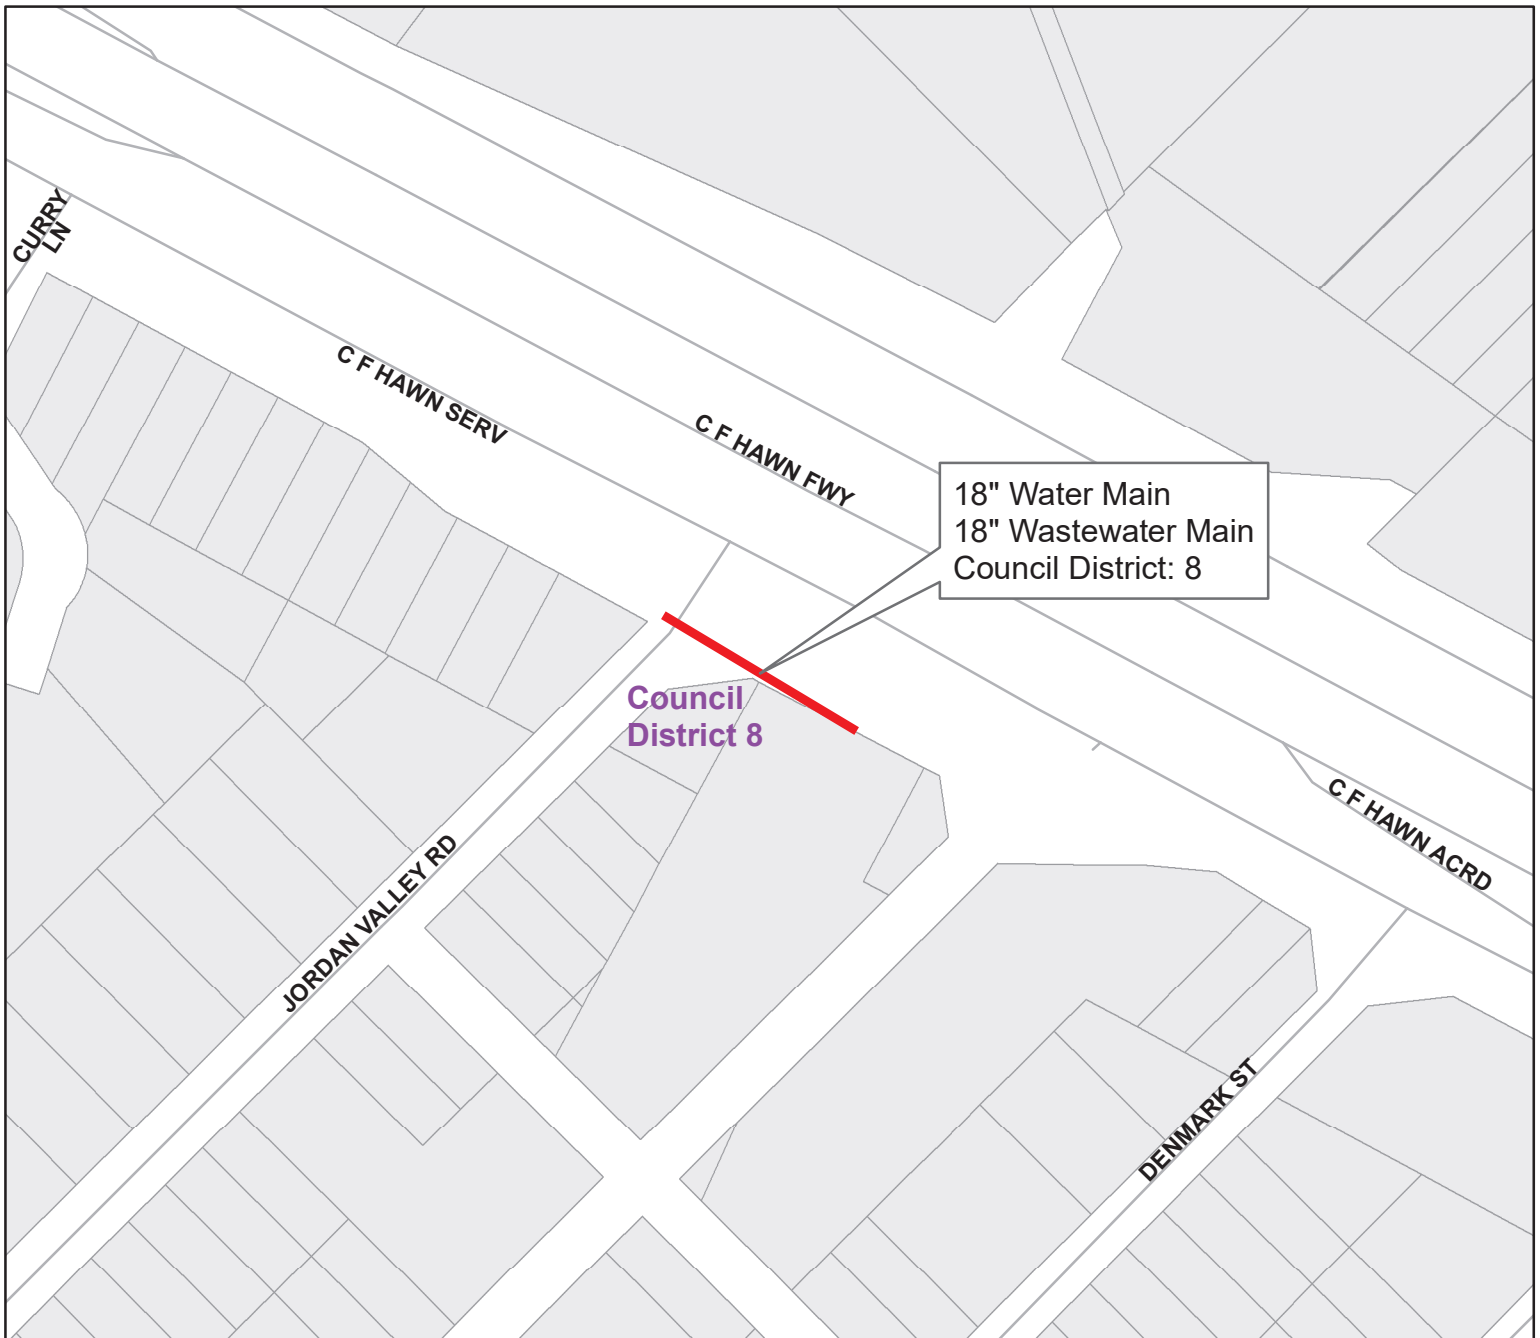 CURRY
LN
C F HAWN SERV
C F HAWN FWY
18" Water Main
18" Wastewater Main
Council District: 8
Council
District 8
C F HAWN ACRD
JORDAN VALLEY RD
DENMARK ST